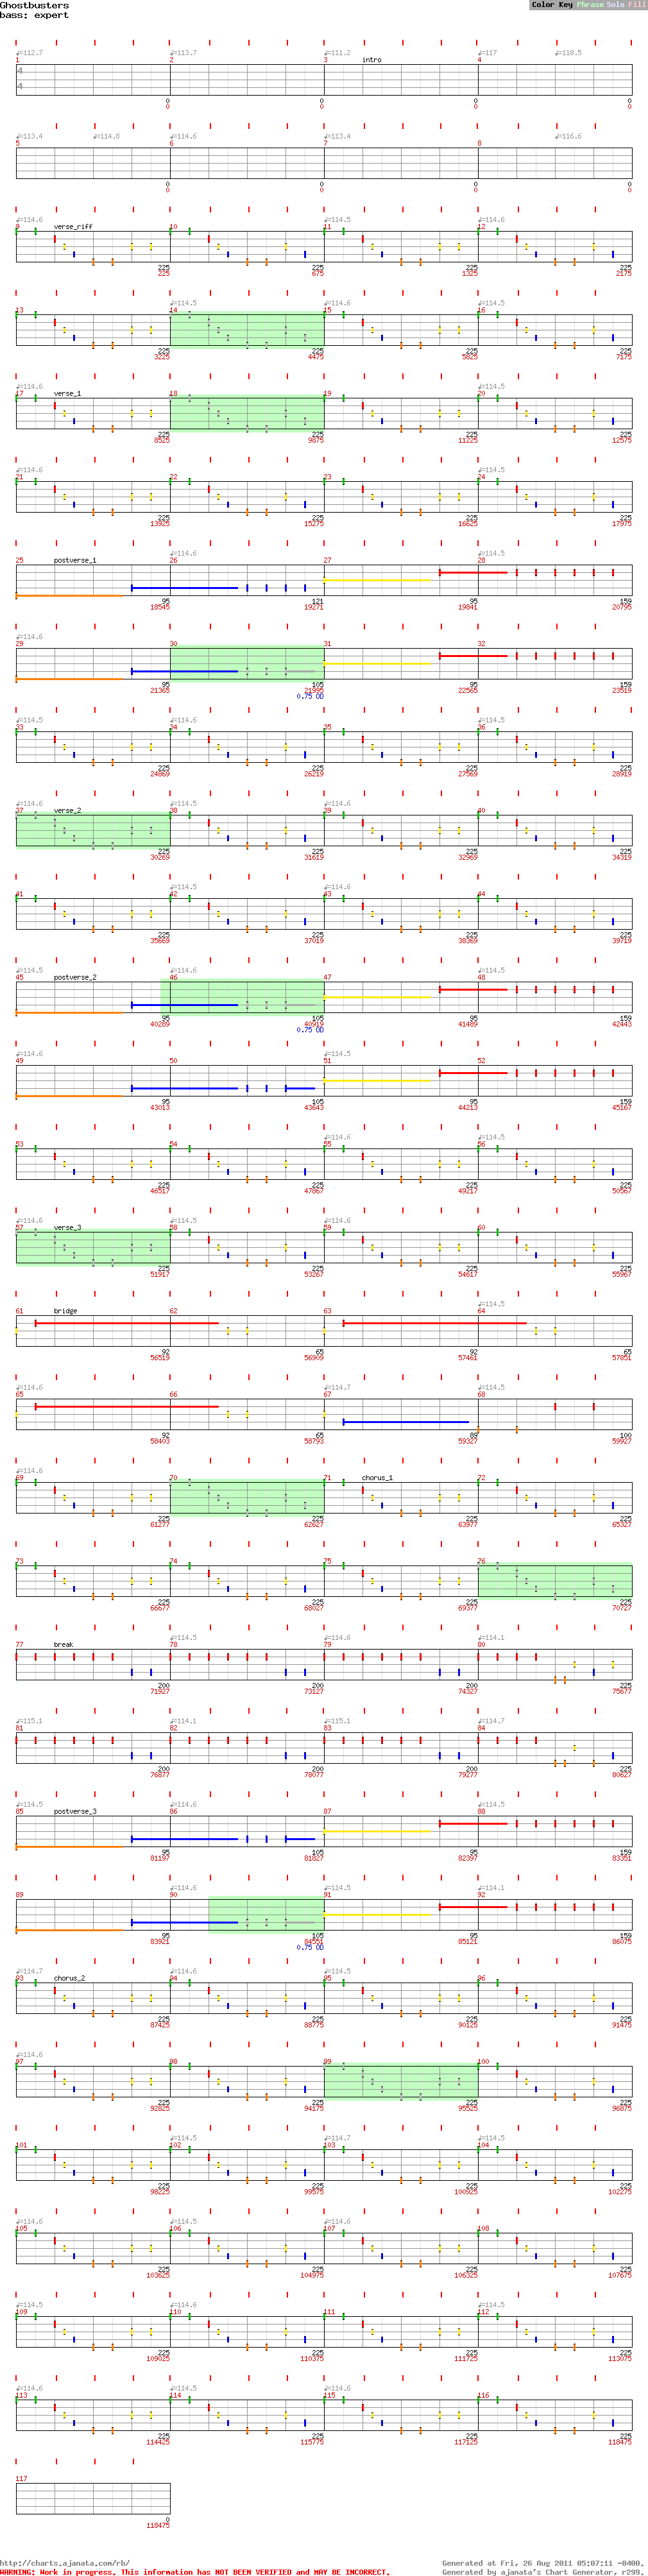 Ghostbusters
bass: expert
Color Key Phrase Solo Fill
♩=112.7 ♩=113.7 ♩=111.2 ♩=117 ♩=118.5
1 2 3 intro 4
4
4
0 0 0 0
0 0 0 0
♩=113.4 ♩=114.8 ♩=114.6 ♩=113.4 ♩=116.6
5 6 7 8
0 0 0 0
0 0 0 0
♩=114.6 ♩=114.5 ♩=114.6
9 verse_riff 10 11 12
225 225 225 225
225 675 1325 2175
♩=114.5 ♩=114.6
13 14 15 16
225 225 225 225
3225 4475 5825 7175
♩=114.6 ♩=114.5
17 verse_1 18 19 20
225 225 225 225
8525 9875 11225 12575
♩=114.6 ♩=114.5
21 22 23 24
225 225 225 225
13925 15275 16625 17975
♩=114.6 ♩=114.5
25 postverse_1 26 27 28
95 121 95 159
18545 19271 19841 20795
♩=114.6
29 30 31 32
95 105 95 159
21365 21995 22565 23519
0.75 OD
♩=114.5 ♩=114.6
33 34 35 36
225 225 225 225
24869 26219 27569 28919
♩=114.6 ♩=114.5 ♩=114.6
37 verse_2 38 39 40
225 225 225 225
30269 31619 32969 34319
♩=114.5 ♩=114.6
41 42 43 44
225 225 225 225
35669 37019 38369 39719
♩=114.5 ♩=114.6
45 postverse_2 46 47 48
95 105 95 159
40289 40919 41489 42443
0.75 OD
♩=114.6 ♩=114.5
49 50 51 52
95 105 95 159
43013 43643 44213 45167
♩=114.6 ♩=114.5
53 54 55 56
225 225 225 225
46517 47867 49217 50567
♩=114.6 ♩=114.5 ♩=114.6
57 verse_3 58 59 60
225 225 225 225
51917 53267 54617 55967
♩=114.5
61 bridge 62 63 64
92 65 92 65
56519 56909 57461 57851
♩=114.6 ♩=114.7 ♩=114.5
65 66 67 68
92 65 89 100
58403 58793 59327 59927
♩=114.6
69 70 71 chorus_1 72
225 225 225 225
61277 62627 63977 65327
73 74 75 76
225 225 225 225
66677 68027 69377 70727
♩=114.5 ♩=114.6 ♩=114.1
77 break 78 79 80
200 200 200 225
71927 73127 74327 75677
♩=115.1 ♩=114.1 ♩=115.1 ♩=114.7
81 82 83 84
200 200 200 225
76877 78077 79277 80627
♩=114.5 ♩=114.6 ♩=114.5
85 postverse_3 86 87 88
95 105 95 159
81197 81827 82397 83351
♩=114.6 ♩=114.5 ♩=114.1
89 90 91 92
95 105 95 159
83921 84551 85121 86075
0.75 OD
♩=114.7 ♩=114.6 ♩=114.5
93 chorus_2 94 95 96
225 225 225 225
87425 88775 90125 91475
♩=114.6
97 98 99 100
225 225 225 225
92825 94175 95525 96875
♩=114.5 ♩=114.7 ♩=114.5
101 102 103 104
225 225 225 225
98225 99575 100925 102275
♩=114.6 ♩=114.5 ♩=114.6
105 106 107 108
225 225 225 225
103625 104975 106325 107675
♩=114.5 ♩=114.6 ♩=114.5
109 110 111 112
225 225 225 225
109025 110375 111725 113075
♩=114.6 ♩=114.5 ♩=114.6
113 114 115 116
225 225 225 225
114425 115775 117125 118475
117
0
118475
http://charts.ajanata.com/rb/ Generated at Fri, 26 Aug 2011 05:07:11 -0400.
WARNING: Work in progress. This information has NOT BEEN VERIFIED and MAY BE INCORRECT. Generated by ajanata's Chart Generator, r299.